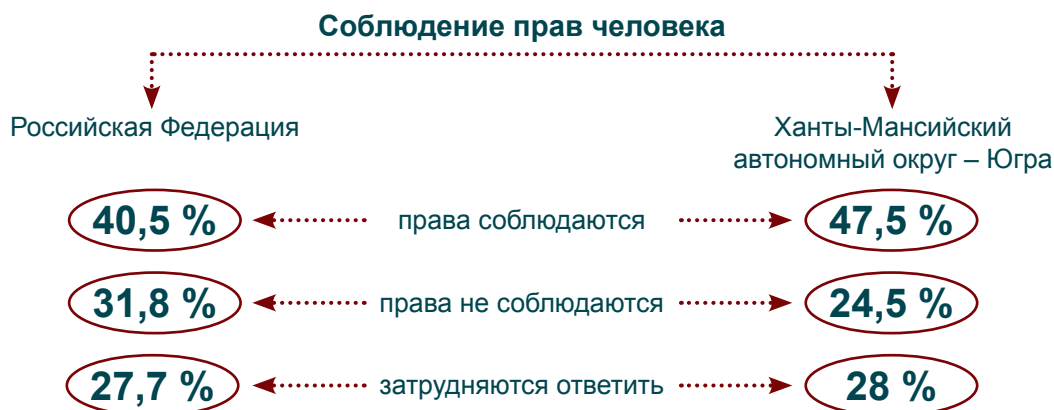 Соблюдение прав человека
Российская Федерация
Ханты-Мансийский
автономный округ – Югра
40,5 % права соблюдаются 47,5 %
31,8 % права не соблюдаются 24,5 %
27,7 % затрудняются ответить 28 %